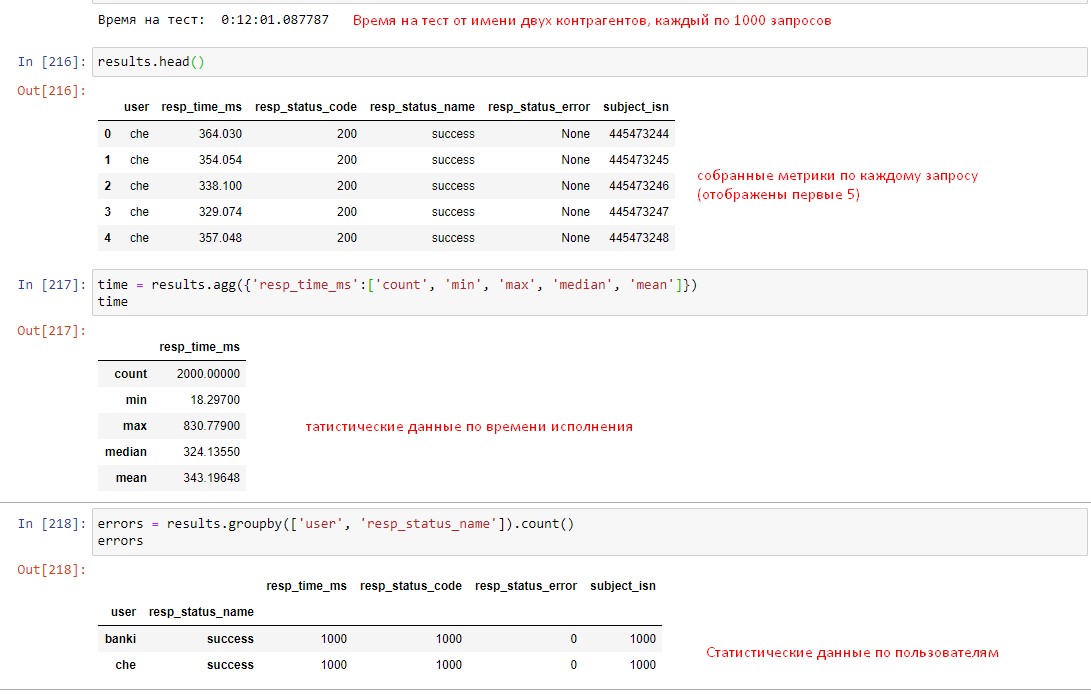 Время на тест:  0:12:01.087787 Время на тест от имени двух контрагентов, каждый по 1000 запросов
In [216]: results.head()
Out[216]:
user resp_time_ms resp_status_code resp_status_name resp_status_error subject_isn
0 che 364.030 200 success None 445473244
1 che 354.054 200 success None 445473245
2 che 338.100 200 success None 445473246
3 che 329.074 200 success None 445473247
4 che 357.048 200 success None 445473248
собранные метрики по каждому запросу
(отображены первые 5)
In [217]: time = results.agg({'resp_time_ms':['count', 'min', 'max', 'median', 'mean']})
time
Out[217]:
resp_time_ms
count 2000.00000
min 18.29700
max 830.77900
median 324.13550
mean 343.19648
татистические данные по времени исполнения
In [218]: errors = results.groupby(['user', 'resp_status_name']).count()
errors
Out[218]:
resp_time_ms resp_status_code resp_status_error subject_isn
user resp_status_name
banki success 1000 1000 0 1000
che success 1000 1000 0 1000
Статистические данные по пользователям